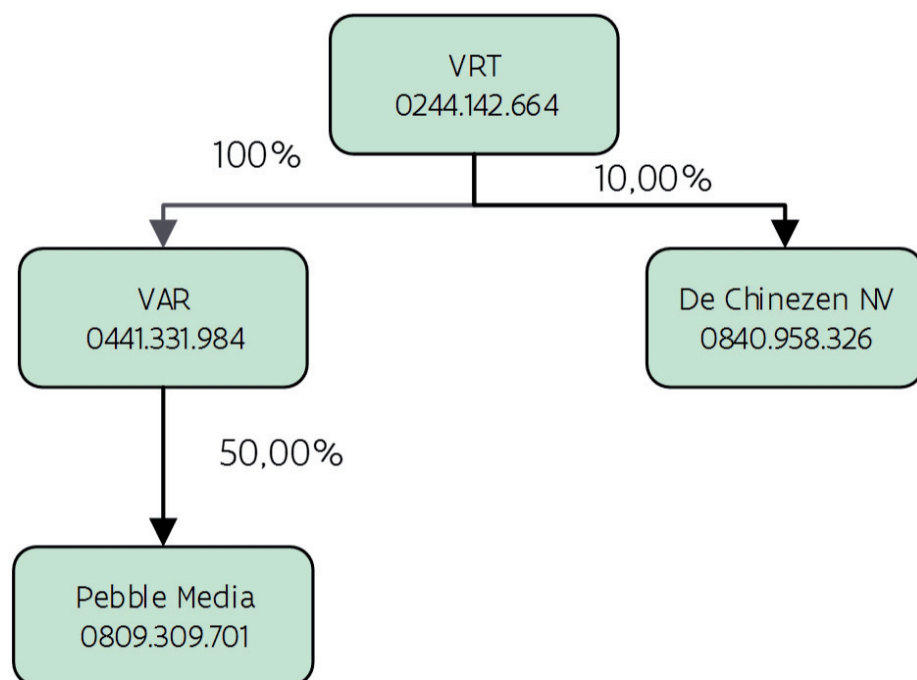 VRT
0244.142.664
100%
10,00%
VAR
0441.331.984
De Chinezen NV
0840.958.326
50,00%
Pebble Media
0809.309.701